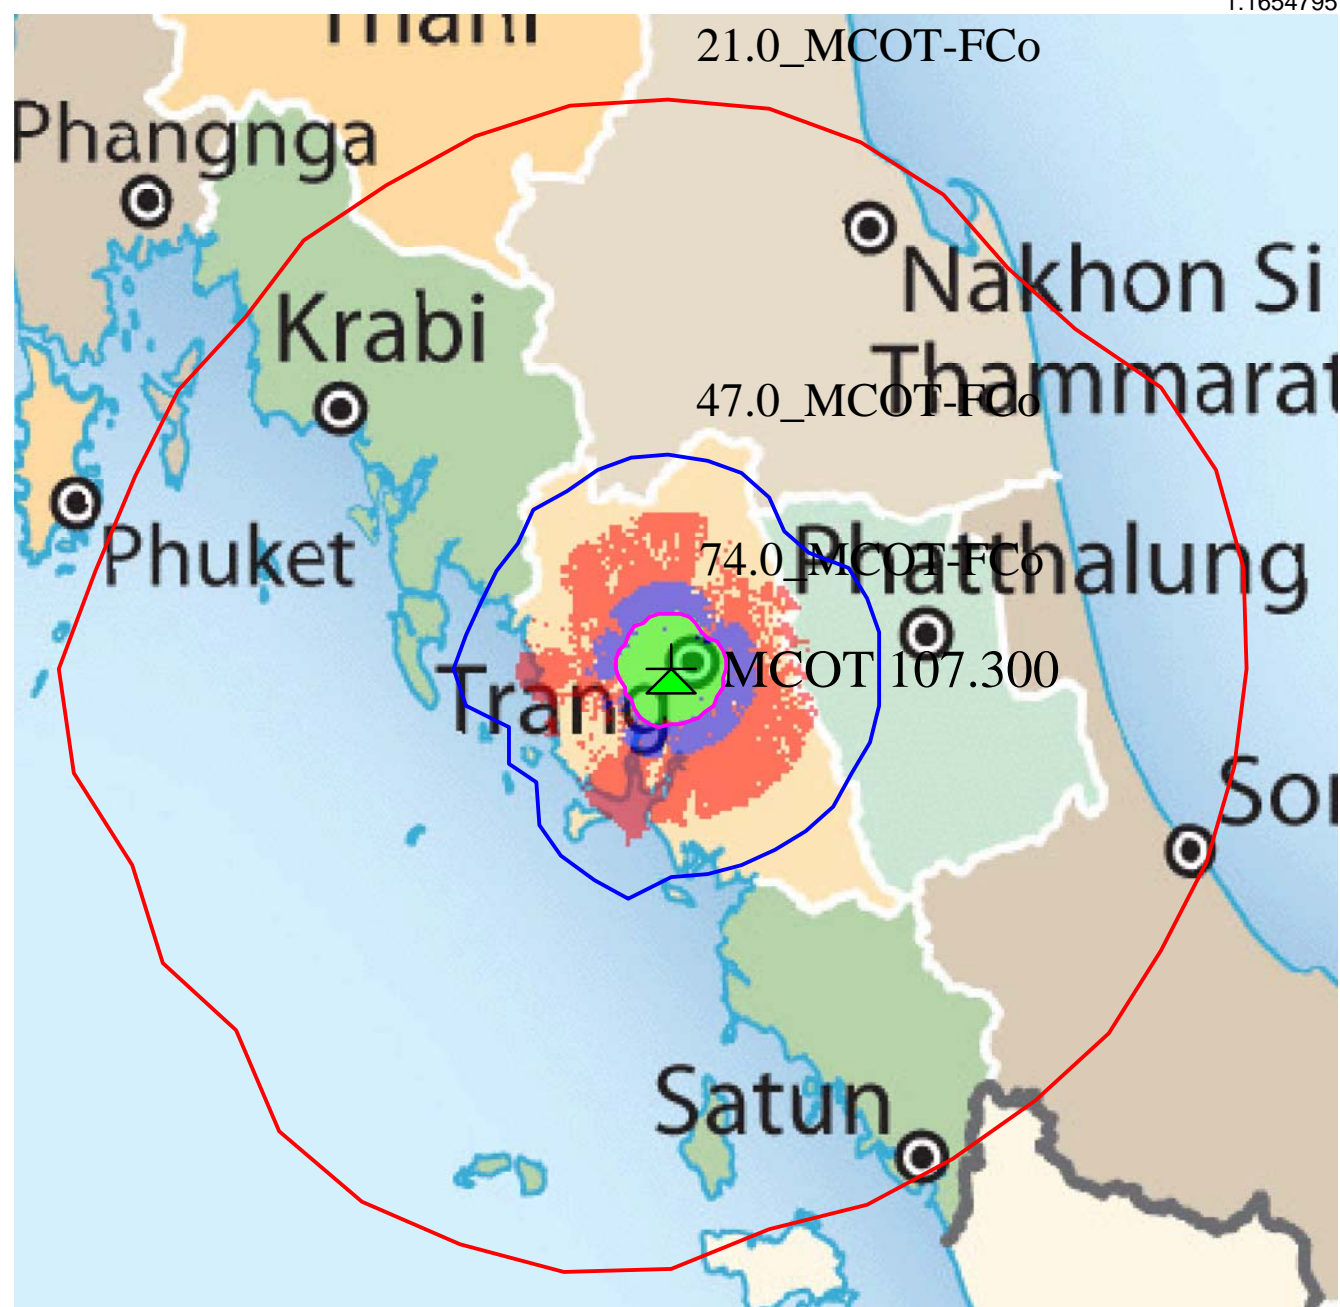 21.0_MCOT-FCo
Phangnga
Nakhon Si
Thammarat
Krabi
47.0_MCOT-FCo
Phatthalung
74.0_MCOT-FCo
Phuket
MCOT 107.300
Trang
Satun